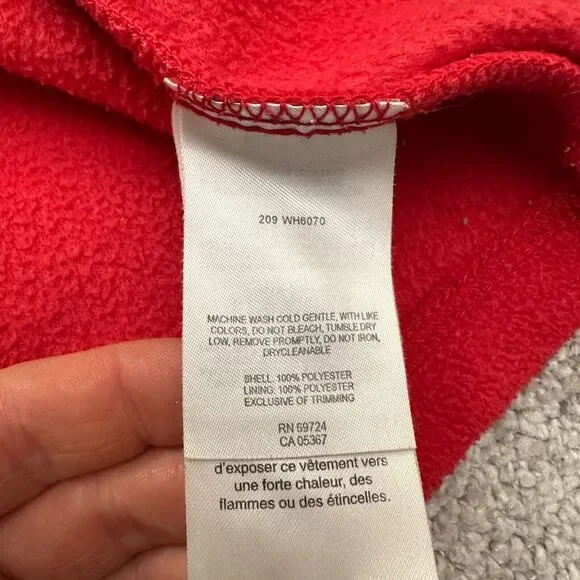 209 WH6070
MACHINE WASH COLD GENTLE, WITH LIKE
COLORS, DO NOT BLEACH, TUMBLE DRY
LOW, REMOVE PROMPTLY, DO NOT IRON,
DRYCLEANABLE
SHELL: 100% POLYESTER
LINING: 100% POLYESTER
EXCLUSIVE OF TRIMMING
RN 69724
CA 05367
d'exposer ce vêtement vers
une forte chaleur, des
flammes ou des étincelles.